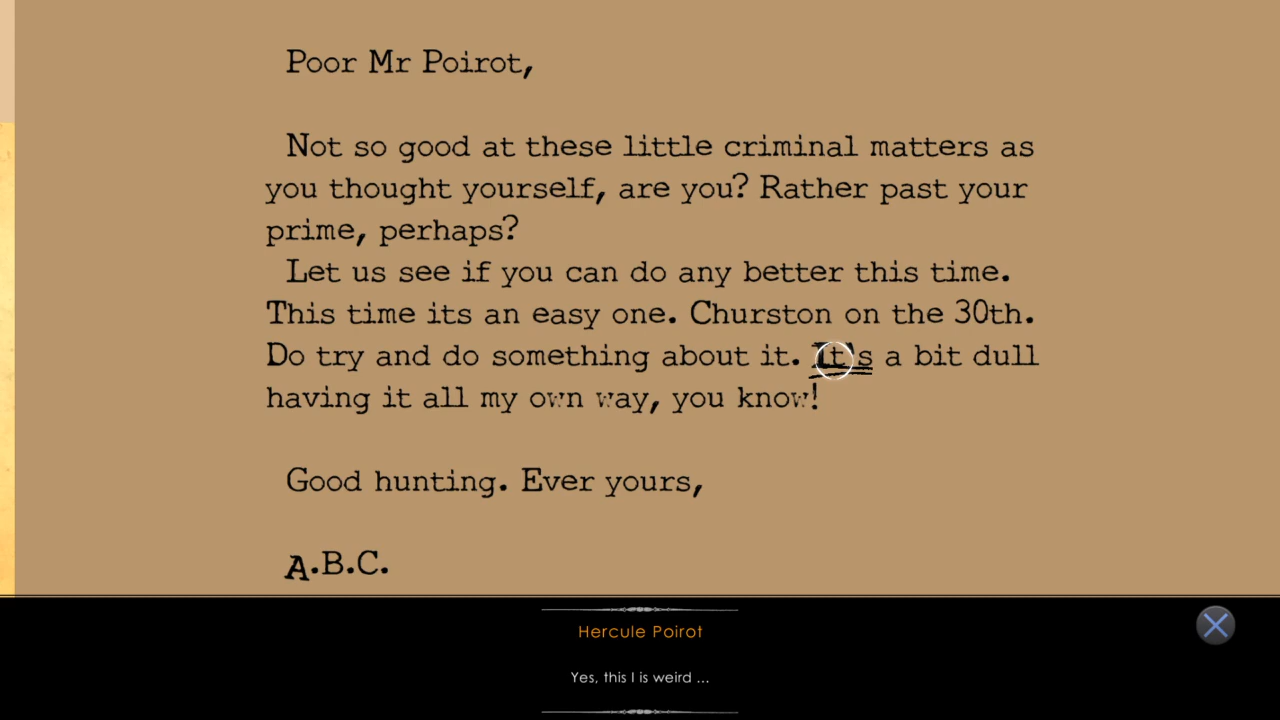 Poor Mr Poirot,
Not so good at these little criminal matters as
you thought yourself, are you? Rather past your
prime, perhaps?
Let us see if you can do any better this time.
This time its an easy one. Churston on the 30th.
Do try and do something about it. It's a bit dull
having it all my own way, you know!
Good hunting. Ever yours,
A.B.C.
Hercule Poirot
Yes, this I is weird ...